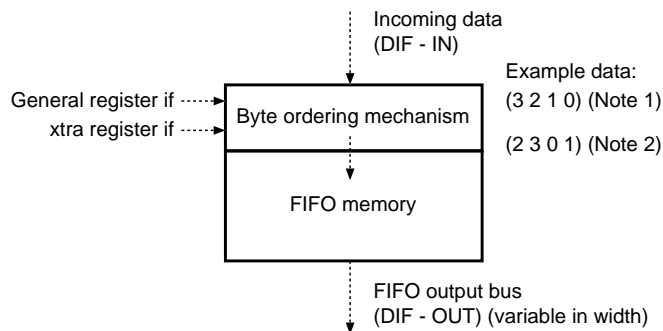 Incoming data
(DIF - IN)
Example data:
General register if
(3 2 1 0) (Note 1)
Byte ordering mechanism
xtra register if
(2 3 0 1) (Note 2)
FIFO memory
FIFO output bus
(DIF - OUT) (variable in width)